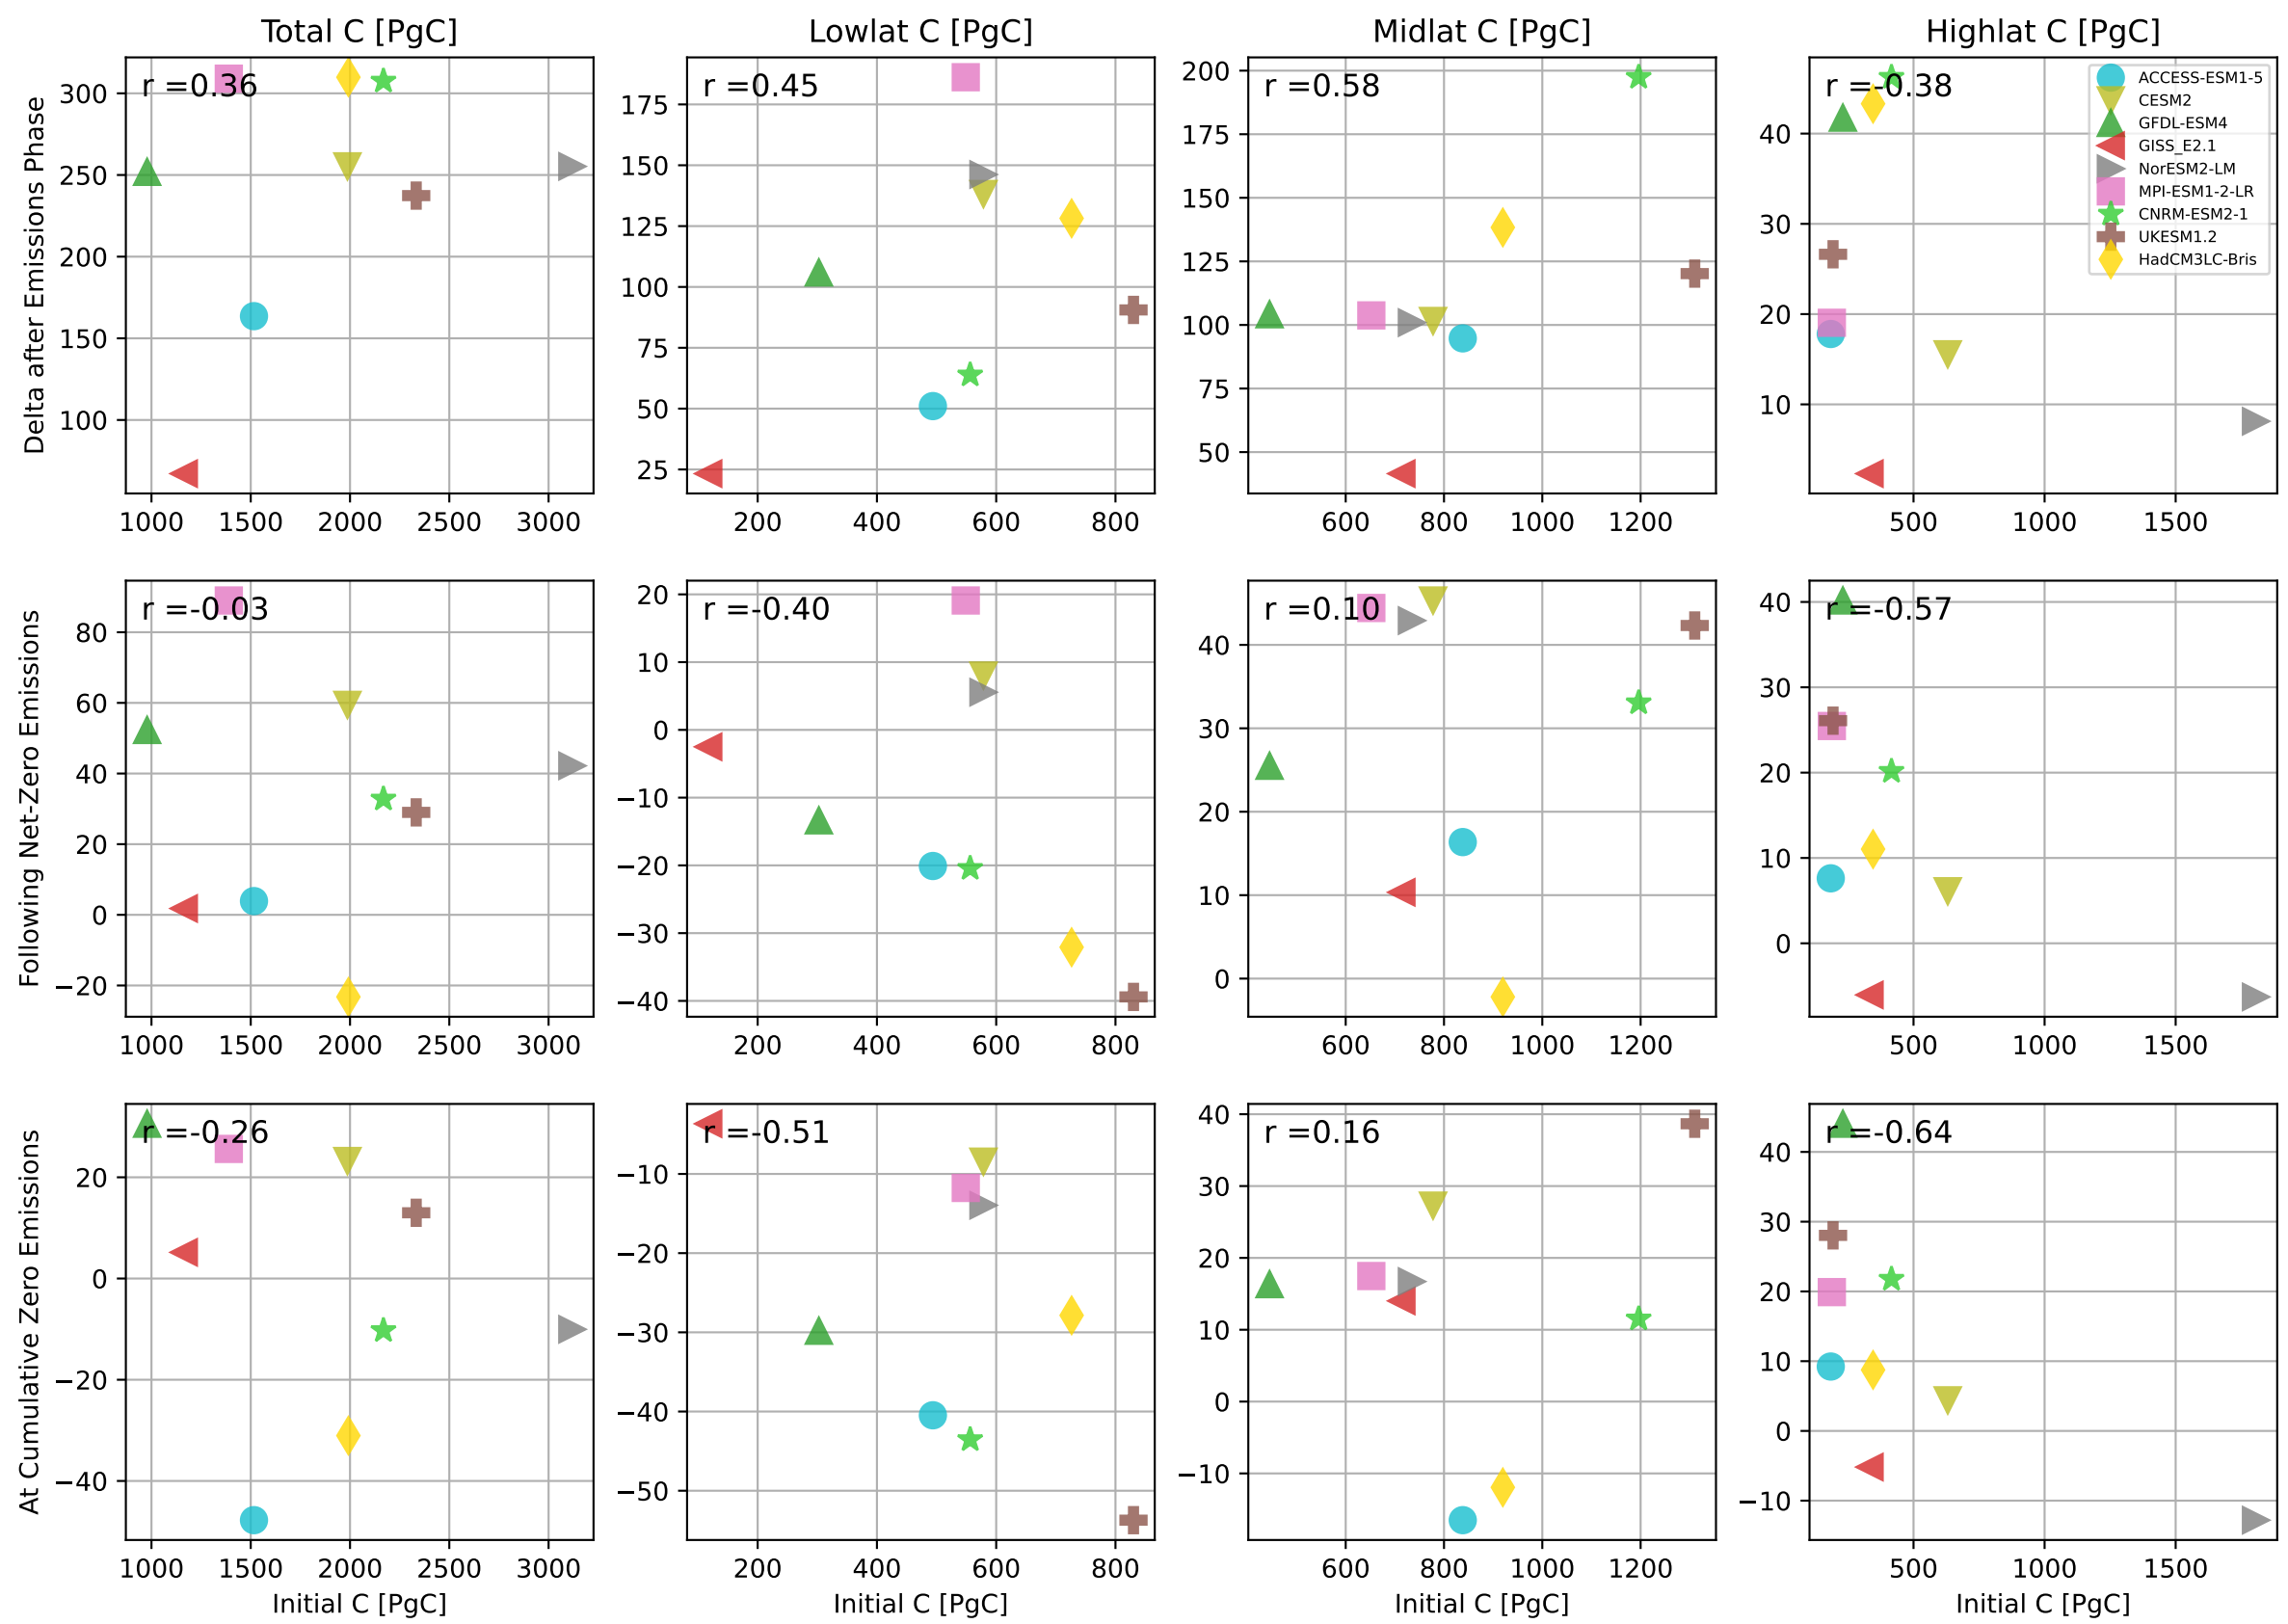 Total C [PgC]
Lowlat C [PgC]
Midlat C [PgC]
Highlat C [PgC]
Delta after Emissions Phase
r =0.36
300
250
200
150
100
1000 1500 2000 2500 3000
r =0.45
175
150
125
100
75
50
25
200 400 600 800
r =0.58
200
175
150
125
100
75
50
600 800 1000 1200
r =-0.38
40
30
20
10
500 1000 1500
ACCESS-ESM1-5
CESM2
GFDL-ESM4
GISS_E2.1
NorESM2-LM
MPI-ESM1-2-LR
CNRM-ESM2-1
UKESM1.2
HadCM3LC-Bris
Following Net-Zero Emissions
r =-0.03
80
60
40
20
0
−20
1000 1500 2000 2500 3000
r =-0.40
20
10
0
−10
−20
−30
−40
200 400 600 800
r =0.10
40
30
20
10
0
600 800 1000 1200
r =-0.57
40
30
20
10
0
500 1000 1500
At Cumulative Zero Emissions
r =-0.26
20
0
−20
−40
1000 1500 2000 2500 3000
Initial C [PgC]
r =-0.51
−10
−20
−30
−40
−50
200 400 600 800
Initial C [PgC]
r =0.16
40
30
20
10
0
−10
600 800 1000 1200
Initial C [PgC]
r =-0.64
40
30
20
10
0
−10
500 1000 1500
Initial C [PgC]